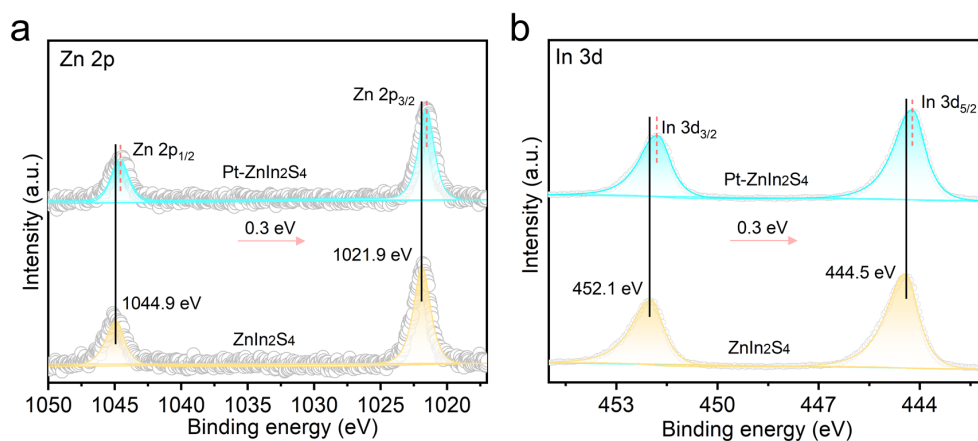 a
Zn 2p
Zn 2p3/2
Zn 2p1/2
Pt-ZnIn2S4
0.3 eV
1021.9 eV
1044.9 eV
ZnIn2S4
Intensity (a.u.)
1050 1045 1040 1035 1030 1025 1020
Binding energy (eV)
b
In 3d
In 3d5/2
In 3d3/2
Pt-ZnIn2S4
0.3 eV
444.5 eV
452.1 eV
ZnIn2S4
Intensity (a.u.)
453 450 447 444
Binding energy (eV)